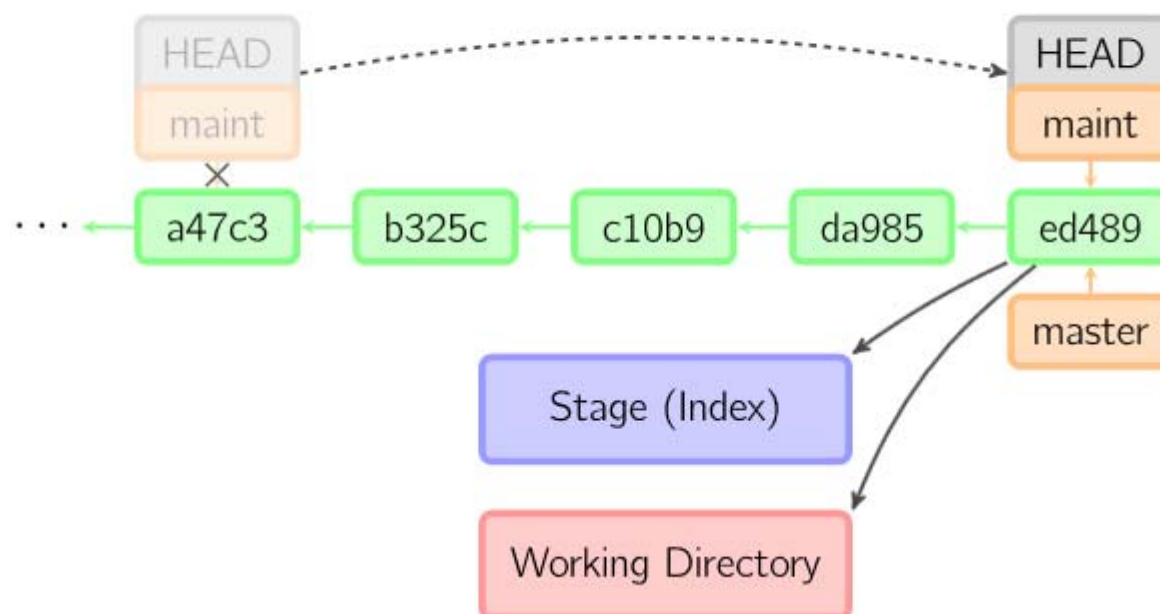 HEAD
HEAD
maint
maint
... a47c3 b325c c10b9 da985 ed489
master
Stage (Index)
Working Directory